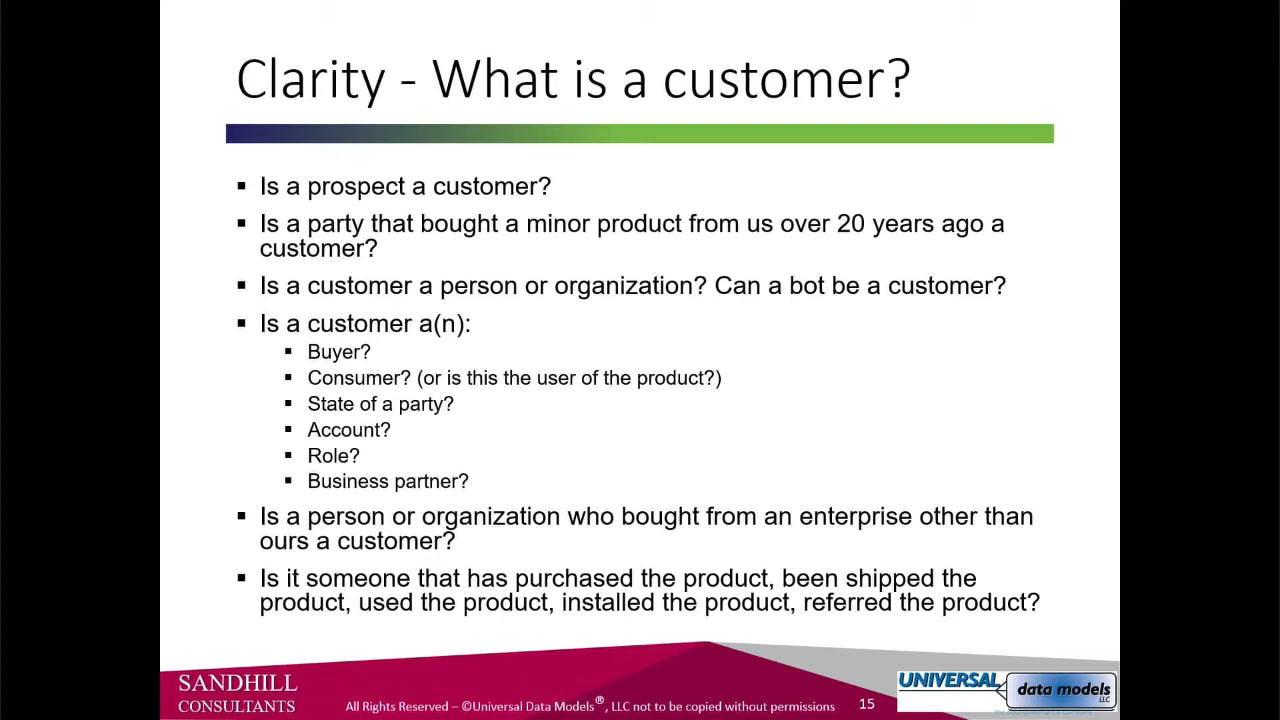 Clarity - What is a customer?
▪ Is a prospect a customer?
▪ Is a party that bought a minor product from us over 20 years ago a
customer?
▪ Is a customer a person or organization? Can a bot be a customer?
▪ Is a customer a(n):
▪ Buyer?
▪ Consumer? (or is this the user of the product?)
▪ State of a party?
▪ Account?
▪ Role?
▪ Business partner?
▪ Is a person or organization who bought from an enterprise other than
ours a customer?
▪ Is it someone that has purchased the product, been shipped the
product, used the product, installed the product, referred the product?
SANDHILL
CONSULTANTS
All Rights Reserved – ©Universal Data Models®, LLC not to be copied without permissions
15
UNIVERSAL
data models
LLC